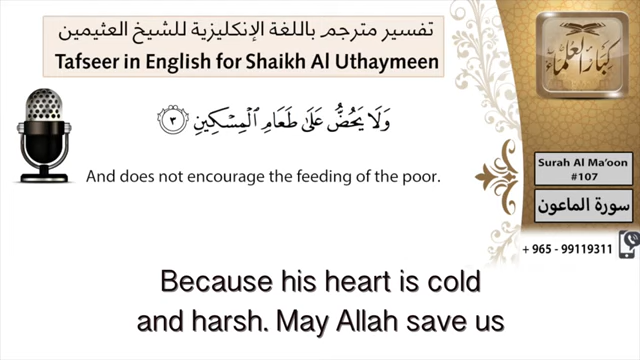 تفسير مترجم باللغة الإنكليزية للشيخ العثيمين
Tafseer in English for Shaikh Al Uthaymeen
كبار العلماء
وَلَا يَحُضُّ عَلَىٰ طَعَامِ ٱلْمِسْكِينِ ٣
And does not encourage the feeding of the poor.
Surah Al Ma'oon
#107
سورة الماعون
+ 965 - 99119311
Because his heart is cold
and harsh. May Allah save us